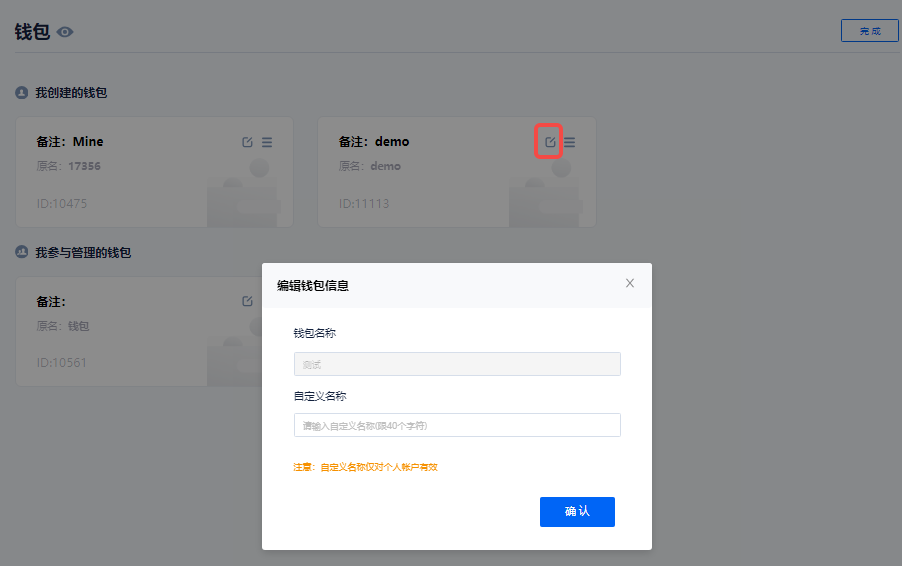 钱包
完 成
我创建的钱包
备注：Mine
原名：17356
ID:10475
备注：demo
原名：demo
ID:11113
我参与管理的钱包
备注：
原名：钱包
ID:10561
编辑钱包信息
钱包名称
测试
自定义名称
请输入自定义名称(限40个字符)
注意：自定义名称仅对个人帐户有效
确 认